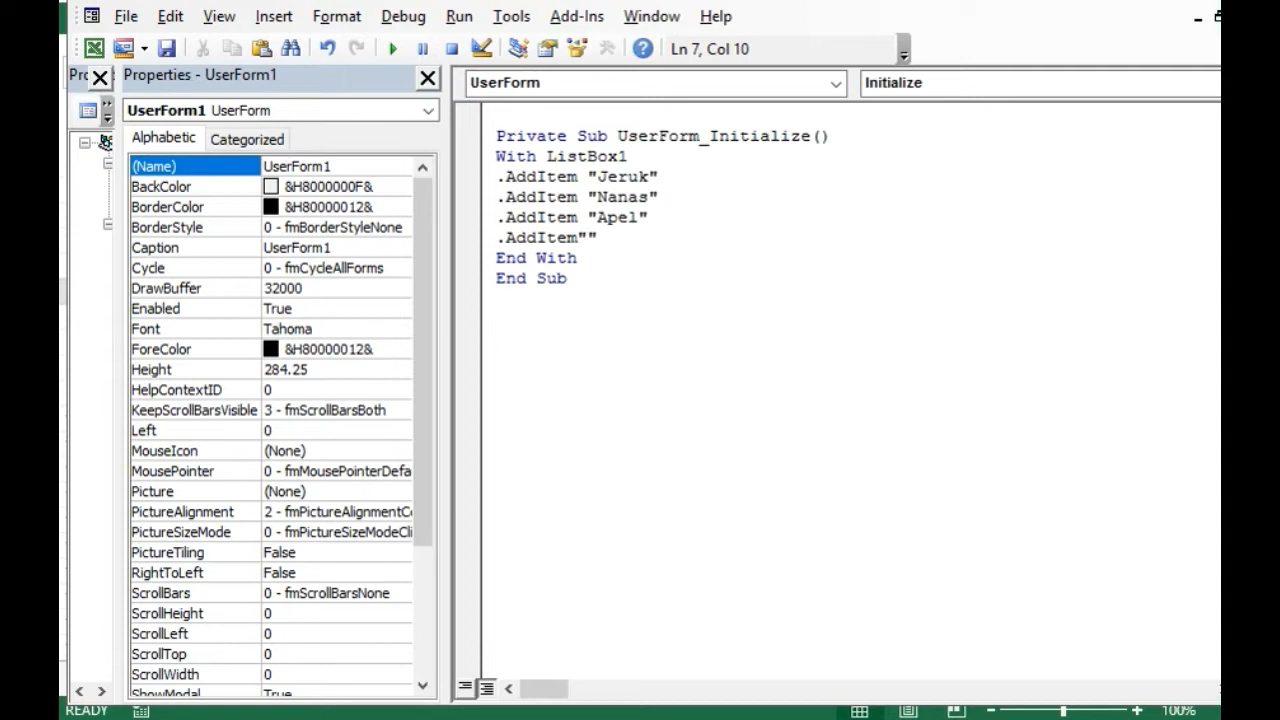 File Edit View Insert Format Debug Run Tools Add-Ins Window Help
Ln 7, Col 10
Properties - UserForm1
UserForm1 UserForm
Alphabetic Categorized
(Name) UserForm1
BackColor &H8000000F&
BorderColor &H80000012&
BorderStyle 0 - fmBorderStyleNone
Caption UserForm1
Cycle 0 - fmCycleAllForms
DrawBuffer 32000
Enabled True
Font Tahoma
ForeColor &H80000012&
Height 284.25
HelpContextID 0
KeepScrollBarsVisible 3 - fmScrollBarsBoth
Left 0
MouseIcon (None)
MousePointer 0 - fmMousePointerDefa
Picture (None)
PictureAlignment 2 - fmPictureAlignmentC
PictureSizeMode 0 - fmPictureSizeModeCli
PictureTiling False
RightToLeft False
ScrollBars 0 - fmScrollBarsNone
ScrollHeight 0
ScrollLeft 0
ScrollTop 0
ScrollWidth 0
ShowModal True
UserForm Initialize
Private Sub UserForm_Initialize()
With ListBox1
.AddItem "Jeruk"
.AddItem "Nanas"
.AddItem "Apel"
.AddItem""
End With
End Sub
READY 100%